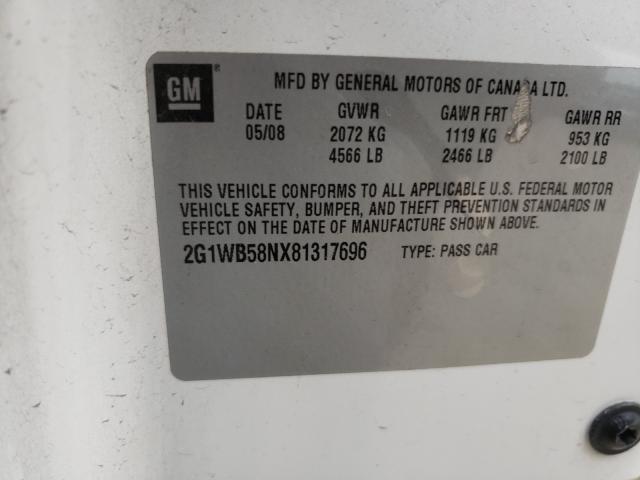 GM
MFD BY GENERAL MOTORS OF CANADA LTD.
DATE GVWR GAWR FRT GAWR RR
05/08 2072 KG 1119 KG 953 KG
4566 LB 2466 LB 2100 LB
THIS VEHICLE CONFORMS TO ALL APPLICABLE U.S. FEDERAL MOTOR
VEHICLE SAFETY, BUMPER, AND THEFT PREVENTION STANDARDS IN
EFFECT ON THE DATE OF MANUFACTURE SHOWN ABOVE.
2G1WB58NX81317696 TYPE: PASS CAR